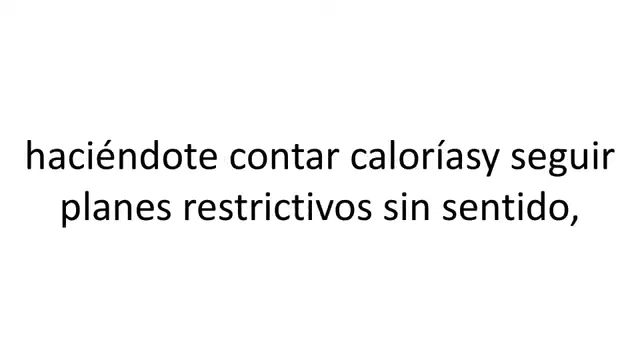 haciéndote contar caloríasy seguir
planes restrictivos sin sentido,